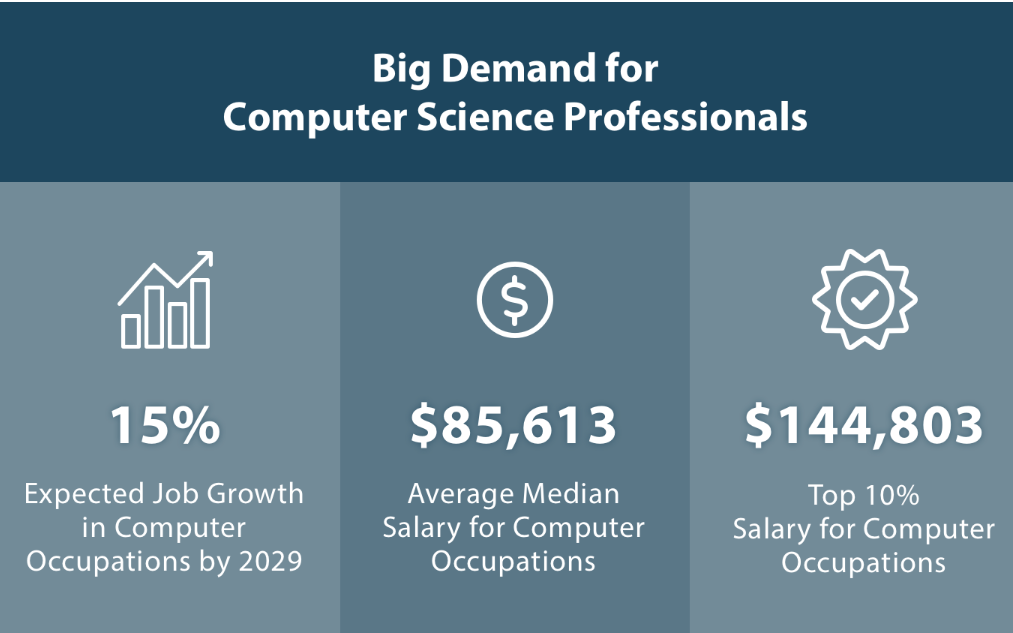 Big Demand for
Computer Science Professionals
15%
Expected Job Growth
in Computer
Occupations by 2029
$85,613
Average Median
Salary for Computer
Occupations
$144,803
Top 10%
Salary for Computer
Occupations